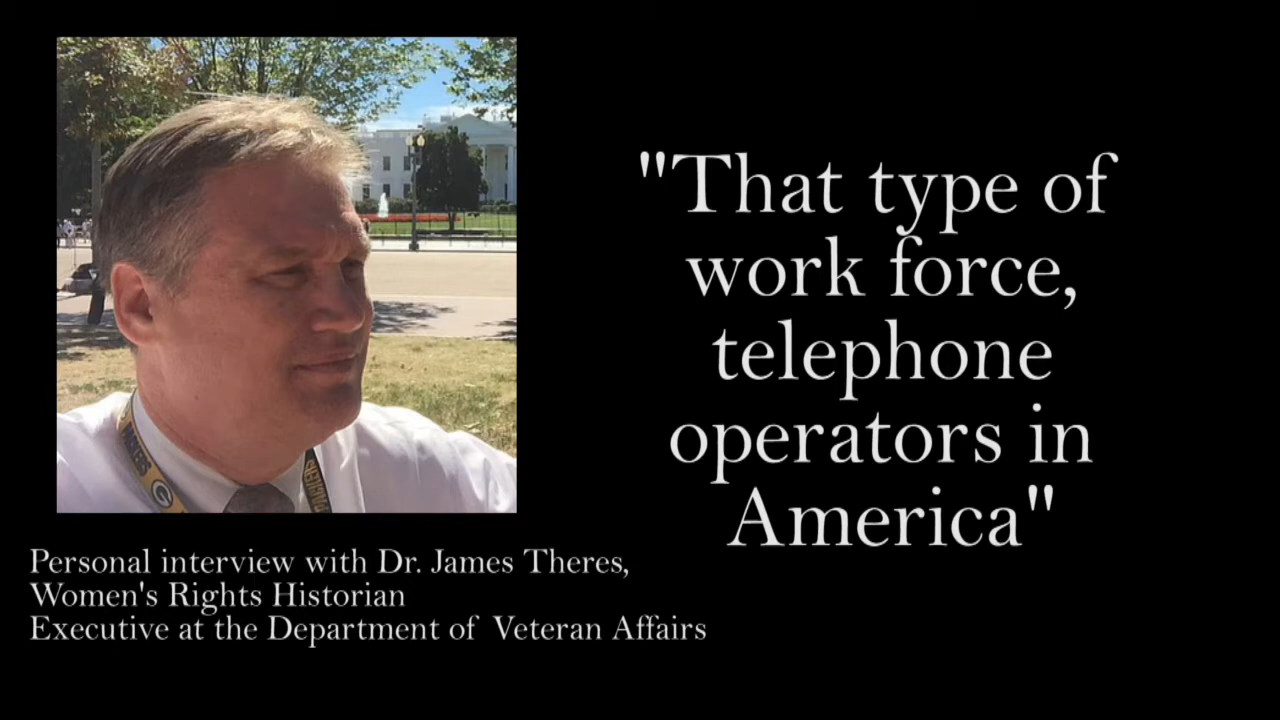 "That type of
work force,
telephone
operators in
America"
Personal interview with Dr. James Theres,
Women's Rights Historian
Executive at the Department of Veteran Affairs
PACKERS
G